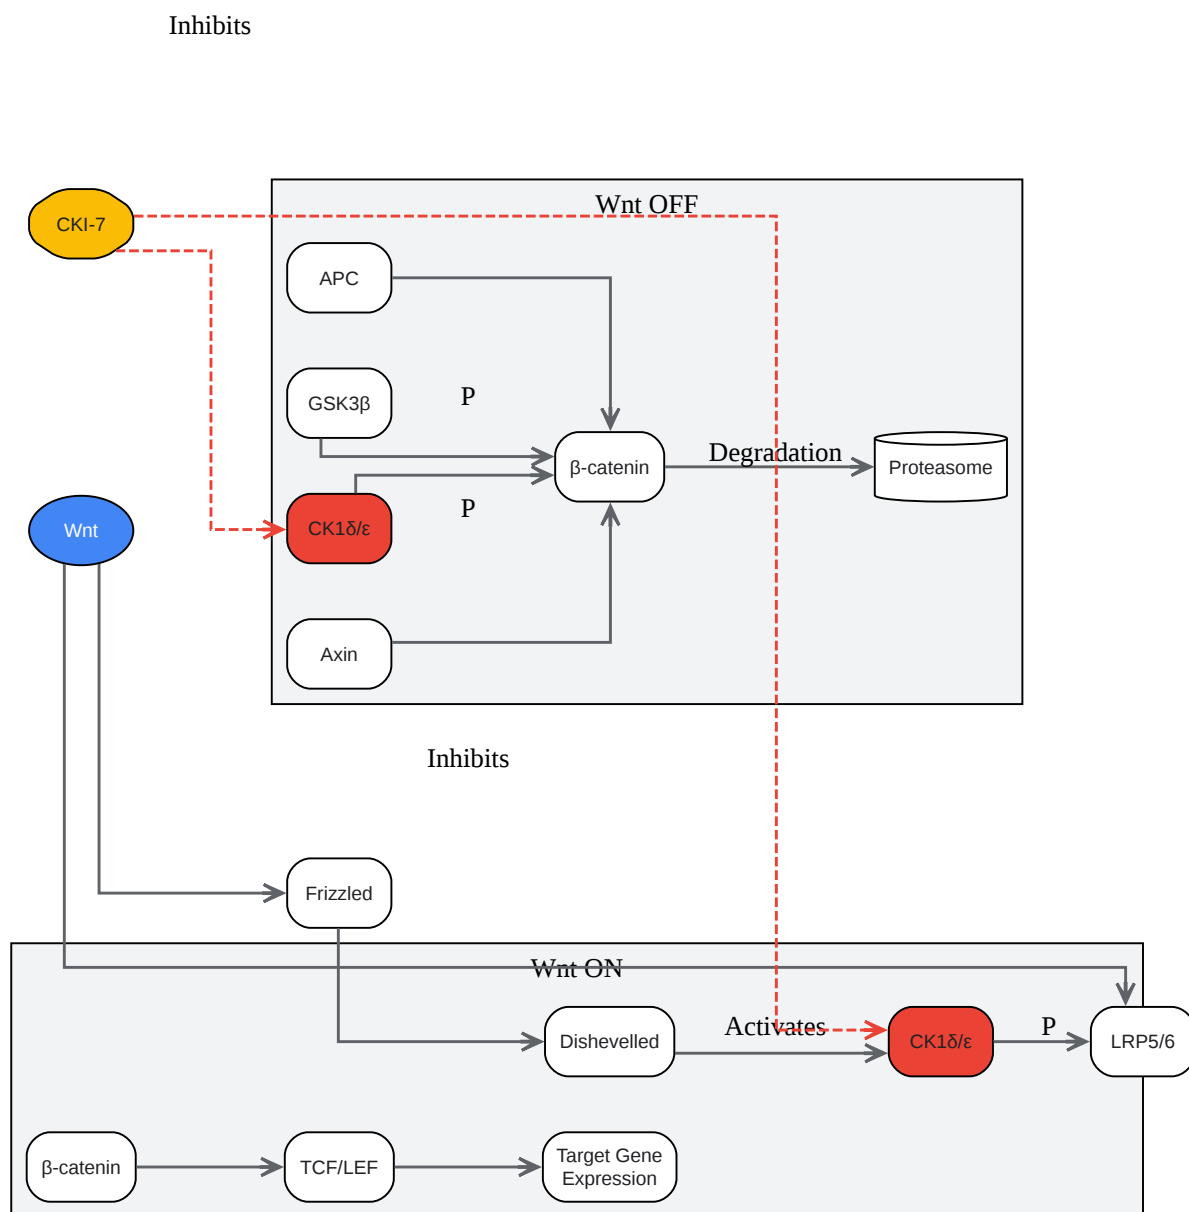 Inhibits
Wnt OFF
CKI-7
APC
GSK3β
P
β-catenin
Degradation
Proteasome
P
CK1δ/ε
Wnt
Axin
Inhibits
Frizzled
Wnt ON
Dishevelled
Activates
CK1δ/ε
P
LRP5/6
β-catenin
TCF/LEF
Target Gene
Expression